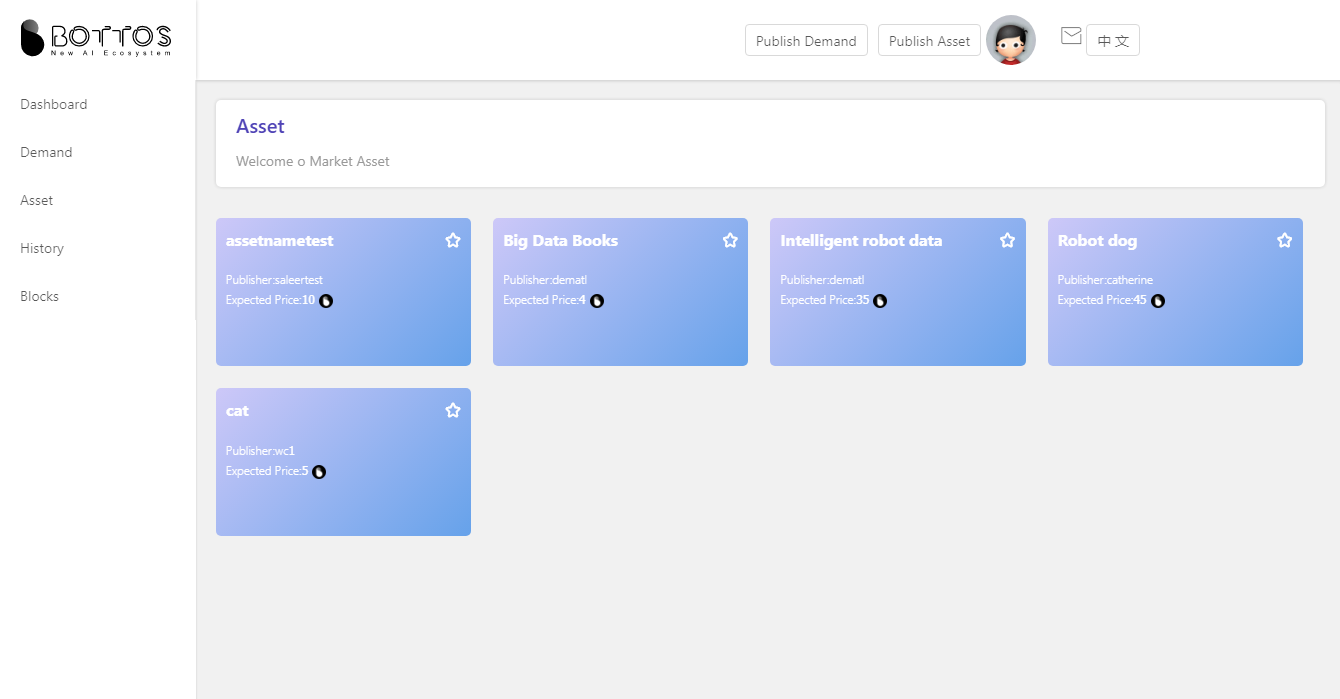 BOTTOS
New AI Ecosystem
Publish Demand
Publish Asset
中文
Dashboard
Demand
Asset
History
Blocks
Asset
Welcome o Market Asset
assetnametest
Publisher:saleertest
Expected Price:10
Big Data Books
Publisher:dematl
Expected Price:4
Intelligent robot data
Publisher:dematl
Expected Price:35
Robot dog
Publisher:catherine
Expected Price:45
cat
Publisher:wc1
Expected Price:5